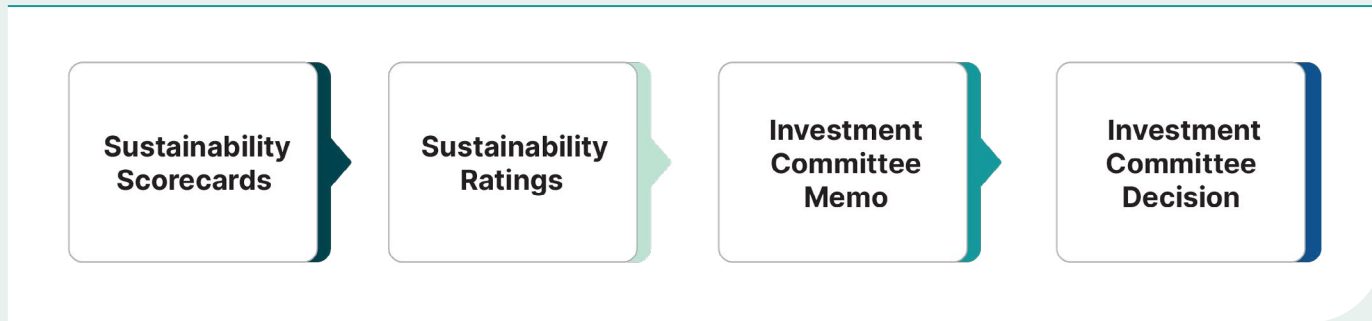 Sustainability
Scorecards
Sustainability
Ratings
Investment
Committee
Memo
Investment
Committee
Decision